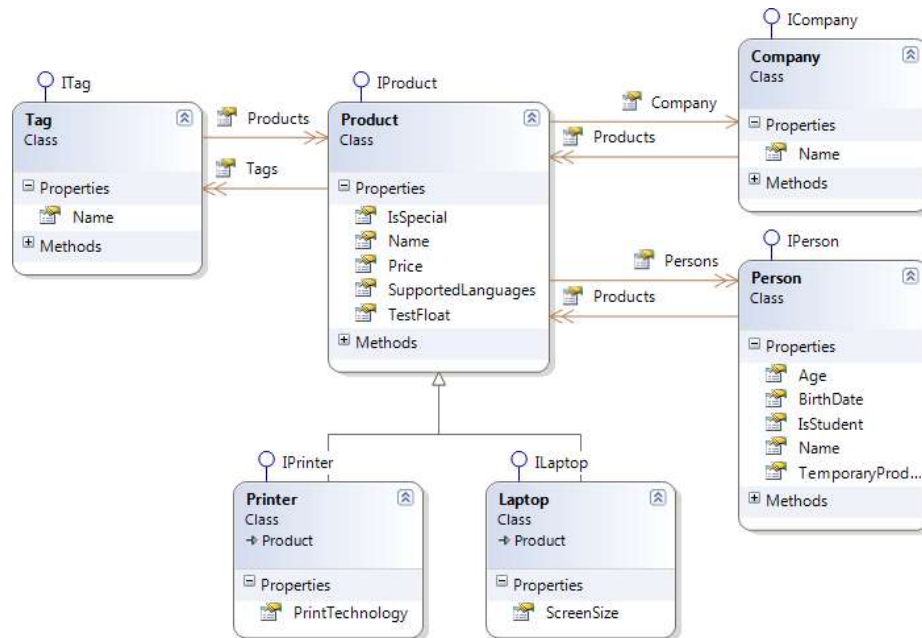 ICompany
Company
Class
Properties
Name
Methods
ITag
Tag
Class
Properties
Name
Methods
Products
Tags
IProduct
Product
Class
Properties
IsSpecial
Name
Price
SupportedLanguages
TestFloat
Methods
Company
Products
Persons
Products
IPerson
Person
Class
Properties
Age
BirthDate
IsStudent
Name
TemporaryProd...
Methods
IPrinter
Printer
Class
Product
Properties
PrintTechnology
ILaptop
Laptop
Class
Product
Properties
ScreenSize